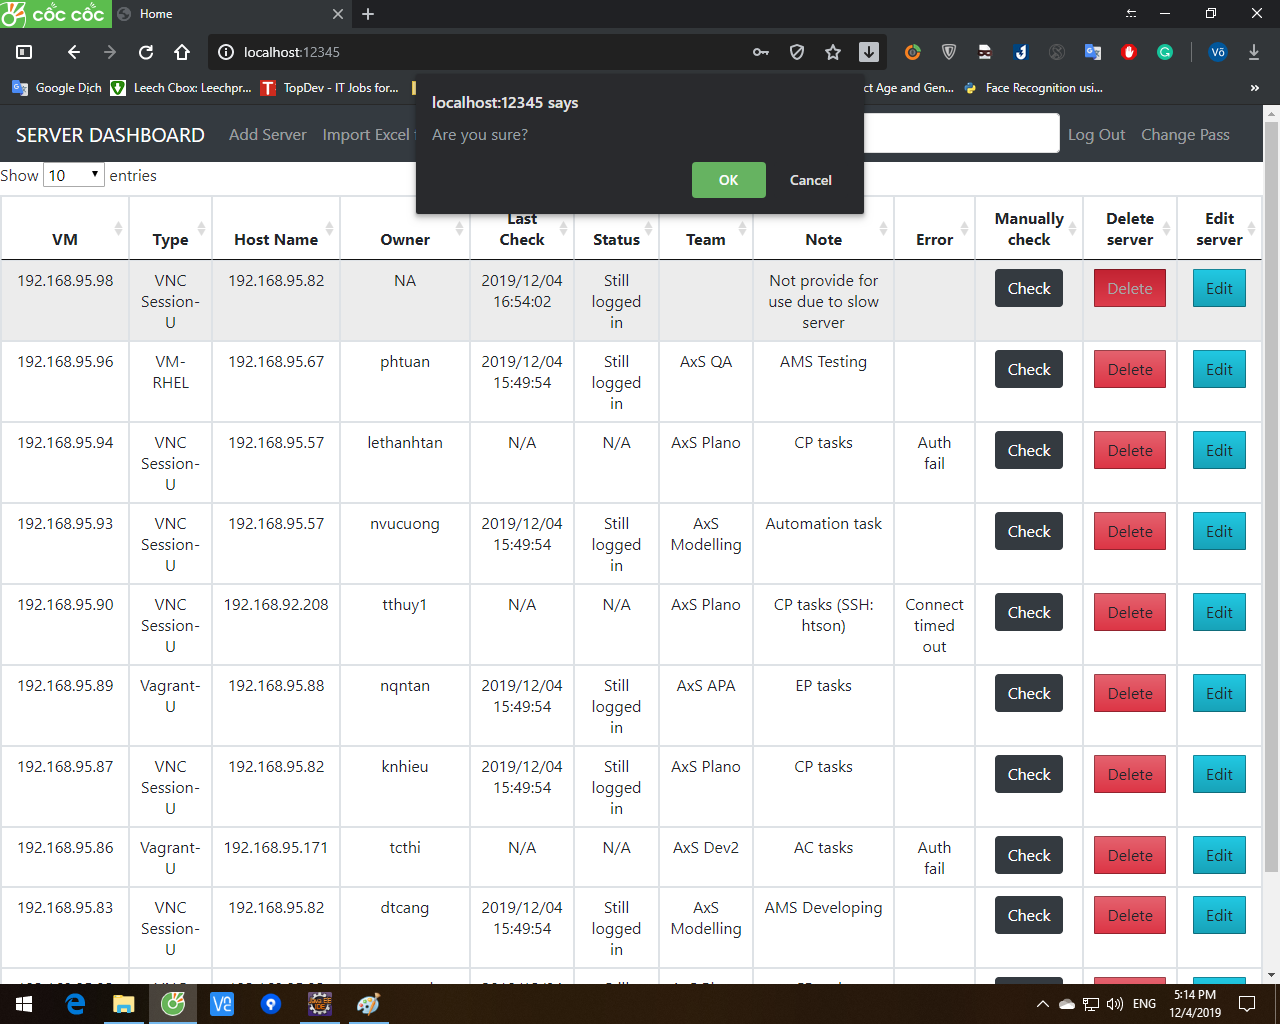 cốc cốc
Home
localhost:12345
Võ
Google Dịch
Leech Cbox: Leechpr...
TopDev - IT Jobs for...
ct Age and Gen...
Face Recognition usi...
localhost:12345 says
Are you sure?
OK
Cancel
SERVER DASHBOARD
Add Server
Import Excel
Log Out
Change Pass
Show 10 entries
VM Type Host Name Owner Last Check Status Team Note Error Manually check Delete server Edit server
192.168.95.98 VNC Session-U 192.168.95.82 NA 2019/12/04 16:54:02 Still logged in Not provide for use due to slow server Check Delete Edit
192.168.95.96 VM-RHEL 192.168.95.67 phtuan 2019/12/04 15:49:54 Still logged in AxS QA AMS Testing Check Delete Edit
192.168.95.94 VNC Session-U 192.168.95.57 lethanhtan N/A N/A AxS Plano CP tasks Auth fail Check Delete Edit
192.168.95.93 VNC Session-U 192.168.95.57 nvucuong 2019/12/04 15:49:54 Still logged in AxS Modelling Automation task Check Delete Edit
192.168.95.90 VNC Session-U 192.168.92.208 tthuy1 N/A N/A AxS Plano CP tasks (SSH: htson) Connect timed out Check Delete Edit
192.168.95.89 Vagrant-U 192.168.95.88 nqntan 2019/12/04 15:49:54 Still logged in AxS APA EP tasks Check Delete Edit
192.168.95.87 VNC Session-U 192.168.95.82 knhieu 2019/12/04 15:49:54 Still logged in AxS Plano CP tasks Check Delete Edit
192.168.95.86 Vagrant-U 192.168.95.171 tcthi N/A N/A AxS Dev2 AC tasks Auth fail Check Delete Edit
192.168.95.83 VNC Session-U 192.168.95.82 dtcang 2019/12/04 15:49:54 Still logged in AxS Modelling AMS Developing Check Delete Edit
ENG
5:14 PM
12/4/2019